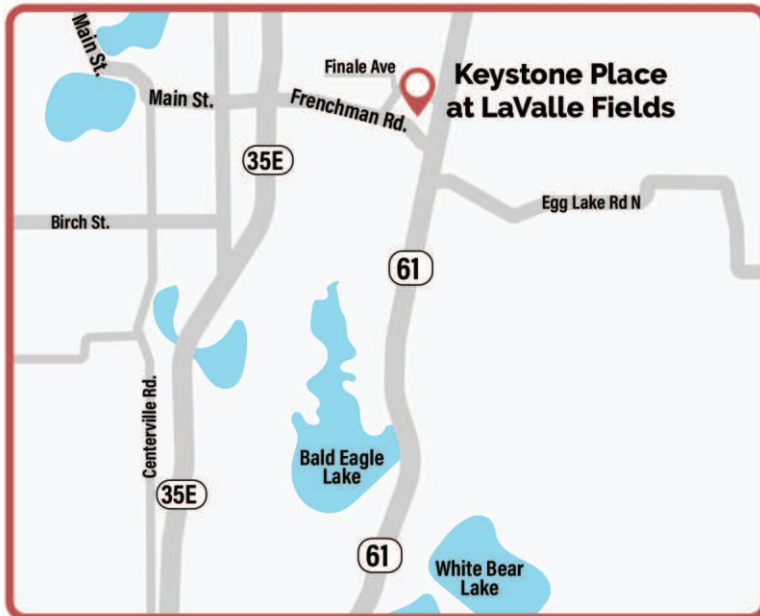 Main St.
Finale Ave
Keystone Place
at LaValle Fields
Main St.
Frenchman Rd.
35E
Egg Lake Rd N
Birch St.
61
Centerville Rd.
Bald Eagle
Lake
35E
61
White Bear
Lake